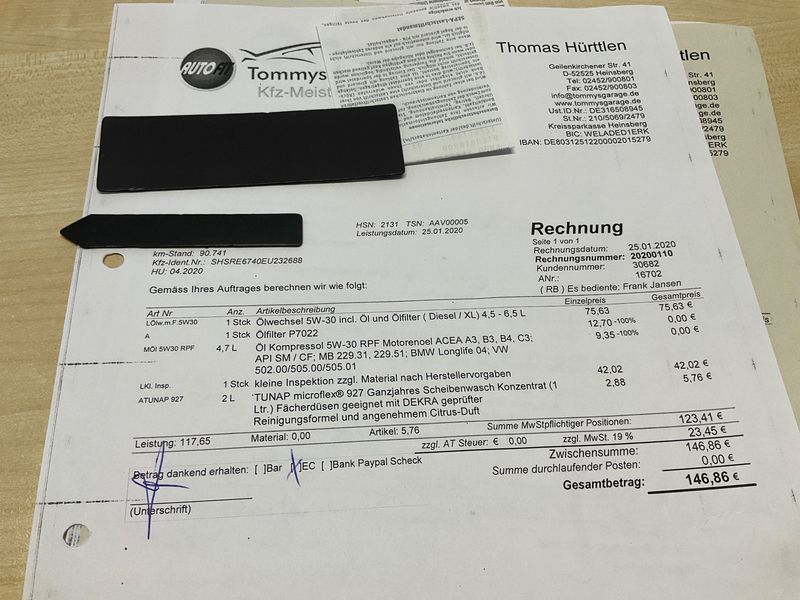 AUTOFIT
Tommys
Kfz-Meist
SEPA-Lastschriftmandat
Thomas Hürttlen
Geilenkirchener Str. 41
D-52525 Heinsberg
Tel: 02452/900801
Fax: 02452/900803
info@tommysgarage.de
www.tommysgarage.de
Ust.ID.Nr.: DE316508945
St.Nr.: 210/5069/2479
Kreissparkasse Heinsberg
BIC: WELADED1ERK
IBAN: DE80312512200002015279
tlen
Str. 41
HSN: 2131 TSN: AAV00005
Leistungsdatum: 25.01.2020
Rechnung
Seite 1 von 1
Rechnungsdatum: 25.01.2020
Rechnungsnummer: 20200110
Kundennummer: 30682
ANr.: 16702
( RB ) Es bediente: Frank Jansen
km-Stand: 90.741
Kfz-Ident.Nr.: SHSRE6740EU232688
HU: 04.2020
Gemäss Ihres Auftrages berechnen wir wie folgt:
Art Nr Anz. Artikelbeschreibung Einzelpreis Gesamtpreis
LÖlw.m.F.5W30 1 Stck Ölwechsel 5W-30 incl. Öl und Ölfilter ( Diesel / XL) 4,5 - 6,5 L 75,63 75,63 €
A 1 Stck Ölfilter P7022 12,70 -100% 0,00 €
MÖl 5W30 RPF 4,7 L Öl Kompressol 5W-30 RPF Motorenoel ACEA A3, B3, B4, C3; 9,35 -100% 0,00 €
API SM / CF; MB 229.31, 229.51; BMW Longlife 04; VW
502.00/505.00/505.01
LKl. Insp. 1 Stck kleine Inspektion zzgl. Material nach Herstellervorgaben 42,02 42,02 €
ATUNAP 927 2 L TUNAP microflex® 927 Ganzjahres Scheibenwasch Konzentrat (1 2,88 5,76 €
Ltr.) Fächerdüsen geeignet mit DEKRA geprüfter
Reinigungsformel und angenehmem Citrus-Duft
Leistung: 117,65 Material: 0,00 Artikel: 5,76 Summe MwStpflichtiger Positionen: 123,41 €
zzgl. AT Steuer: € 0,00 zzgl. MwSt. 19 % 23,45 €
Zwischensumme: 146,86 €
Summe durchlaufender Posten: 0,00 €
Gesamtbetrag: 146,86 €
Betrag dankend erhalten: [ ]Bar [X]EC [ ]Bank Paypal Scheck
(Unterschrift)